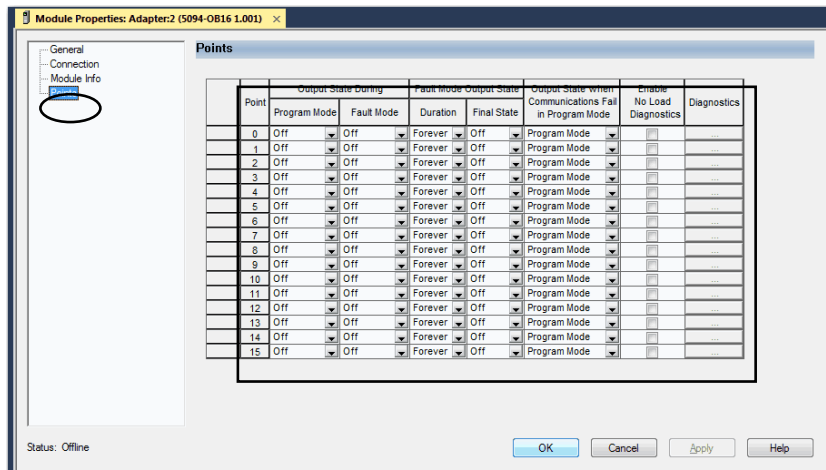 Module Properties: Adapter:2 (5094-OB16 1.001) ×
General
Connection
Module Info
Points
Points
Point
Output State During
Program Mode
Fault Mode
Fault Mode Output State
Duration
Final State
Output State When
Communications Fail
in Program Mode
Enable
No Load
Diagnostics
Diagnostics
0 Off Off Forever Off Program Mode ...
1 Off Off Forever Off Program Mode ...
2 Off Off Forever Off Program Mode ...
3 Off Off Forever Off Program Mode ...
4 Off Off Forever Off Program Mode ...
5 Off Off Forever Off Program Mode ...
6 Off Off Forever Off Program Mode ...
7 Off Off Forever Off Program Mode ...
8 Off Off Forever Off Program Mode ...
9 Off Off Forever Off Program Mode ...
10 Off Off Forever Off Program Mode ...
11 Off Off Forever Off Program Mode ...
12 Off Off Forever Off Program Mode ...
13 Off Off Forever Off Program Mode ...
14 Off Off Forever Off Program Mode ...
15 Off Off Forever Off Program Mode ...
Status: Offline
OK
Cancel
Apply
Help